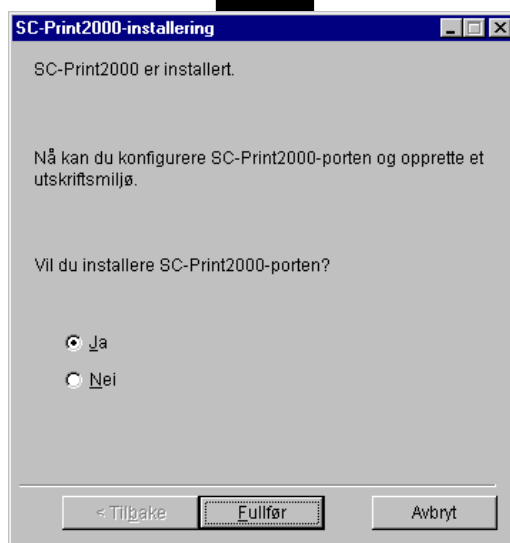 SC-Print2000-installering
SC-Print2000 er installert.
Nå kan du konfigurere SC-Print2000-porten og opprette et
utskriftsmiljø.
Vil du installere SC-Print2000-porten?
Ja
Nei
< Tilbake
Fullfør
Avbryt